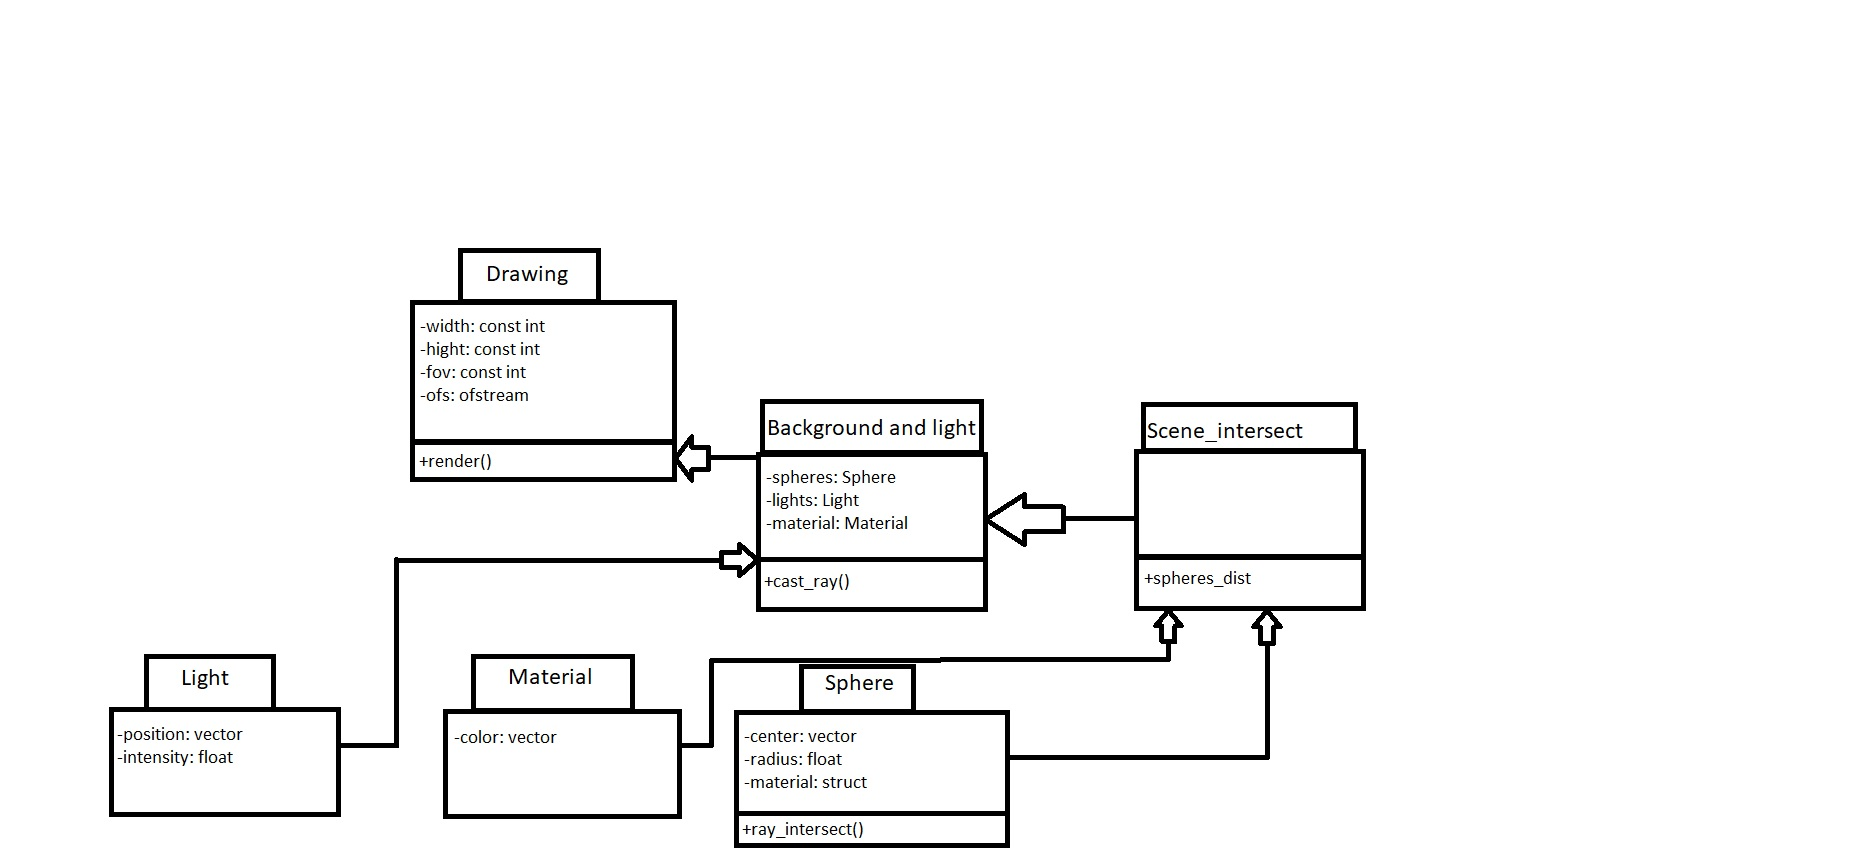 Drawing
-width: const int
-hight: const int
-fov: const int
-ofs: ofstream
+render()
Background and light
-spheres: Sphere
-lights: Light
-material: Material
+cast_ray()
Scene_intersect
+spheres_dist
Light
-position: vector
-intensity: float
Material
-color: vector
Sphere
-center: vector
-radius: float
-material: struct
+ray_intersect()